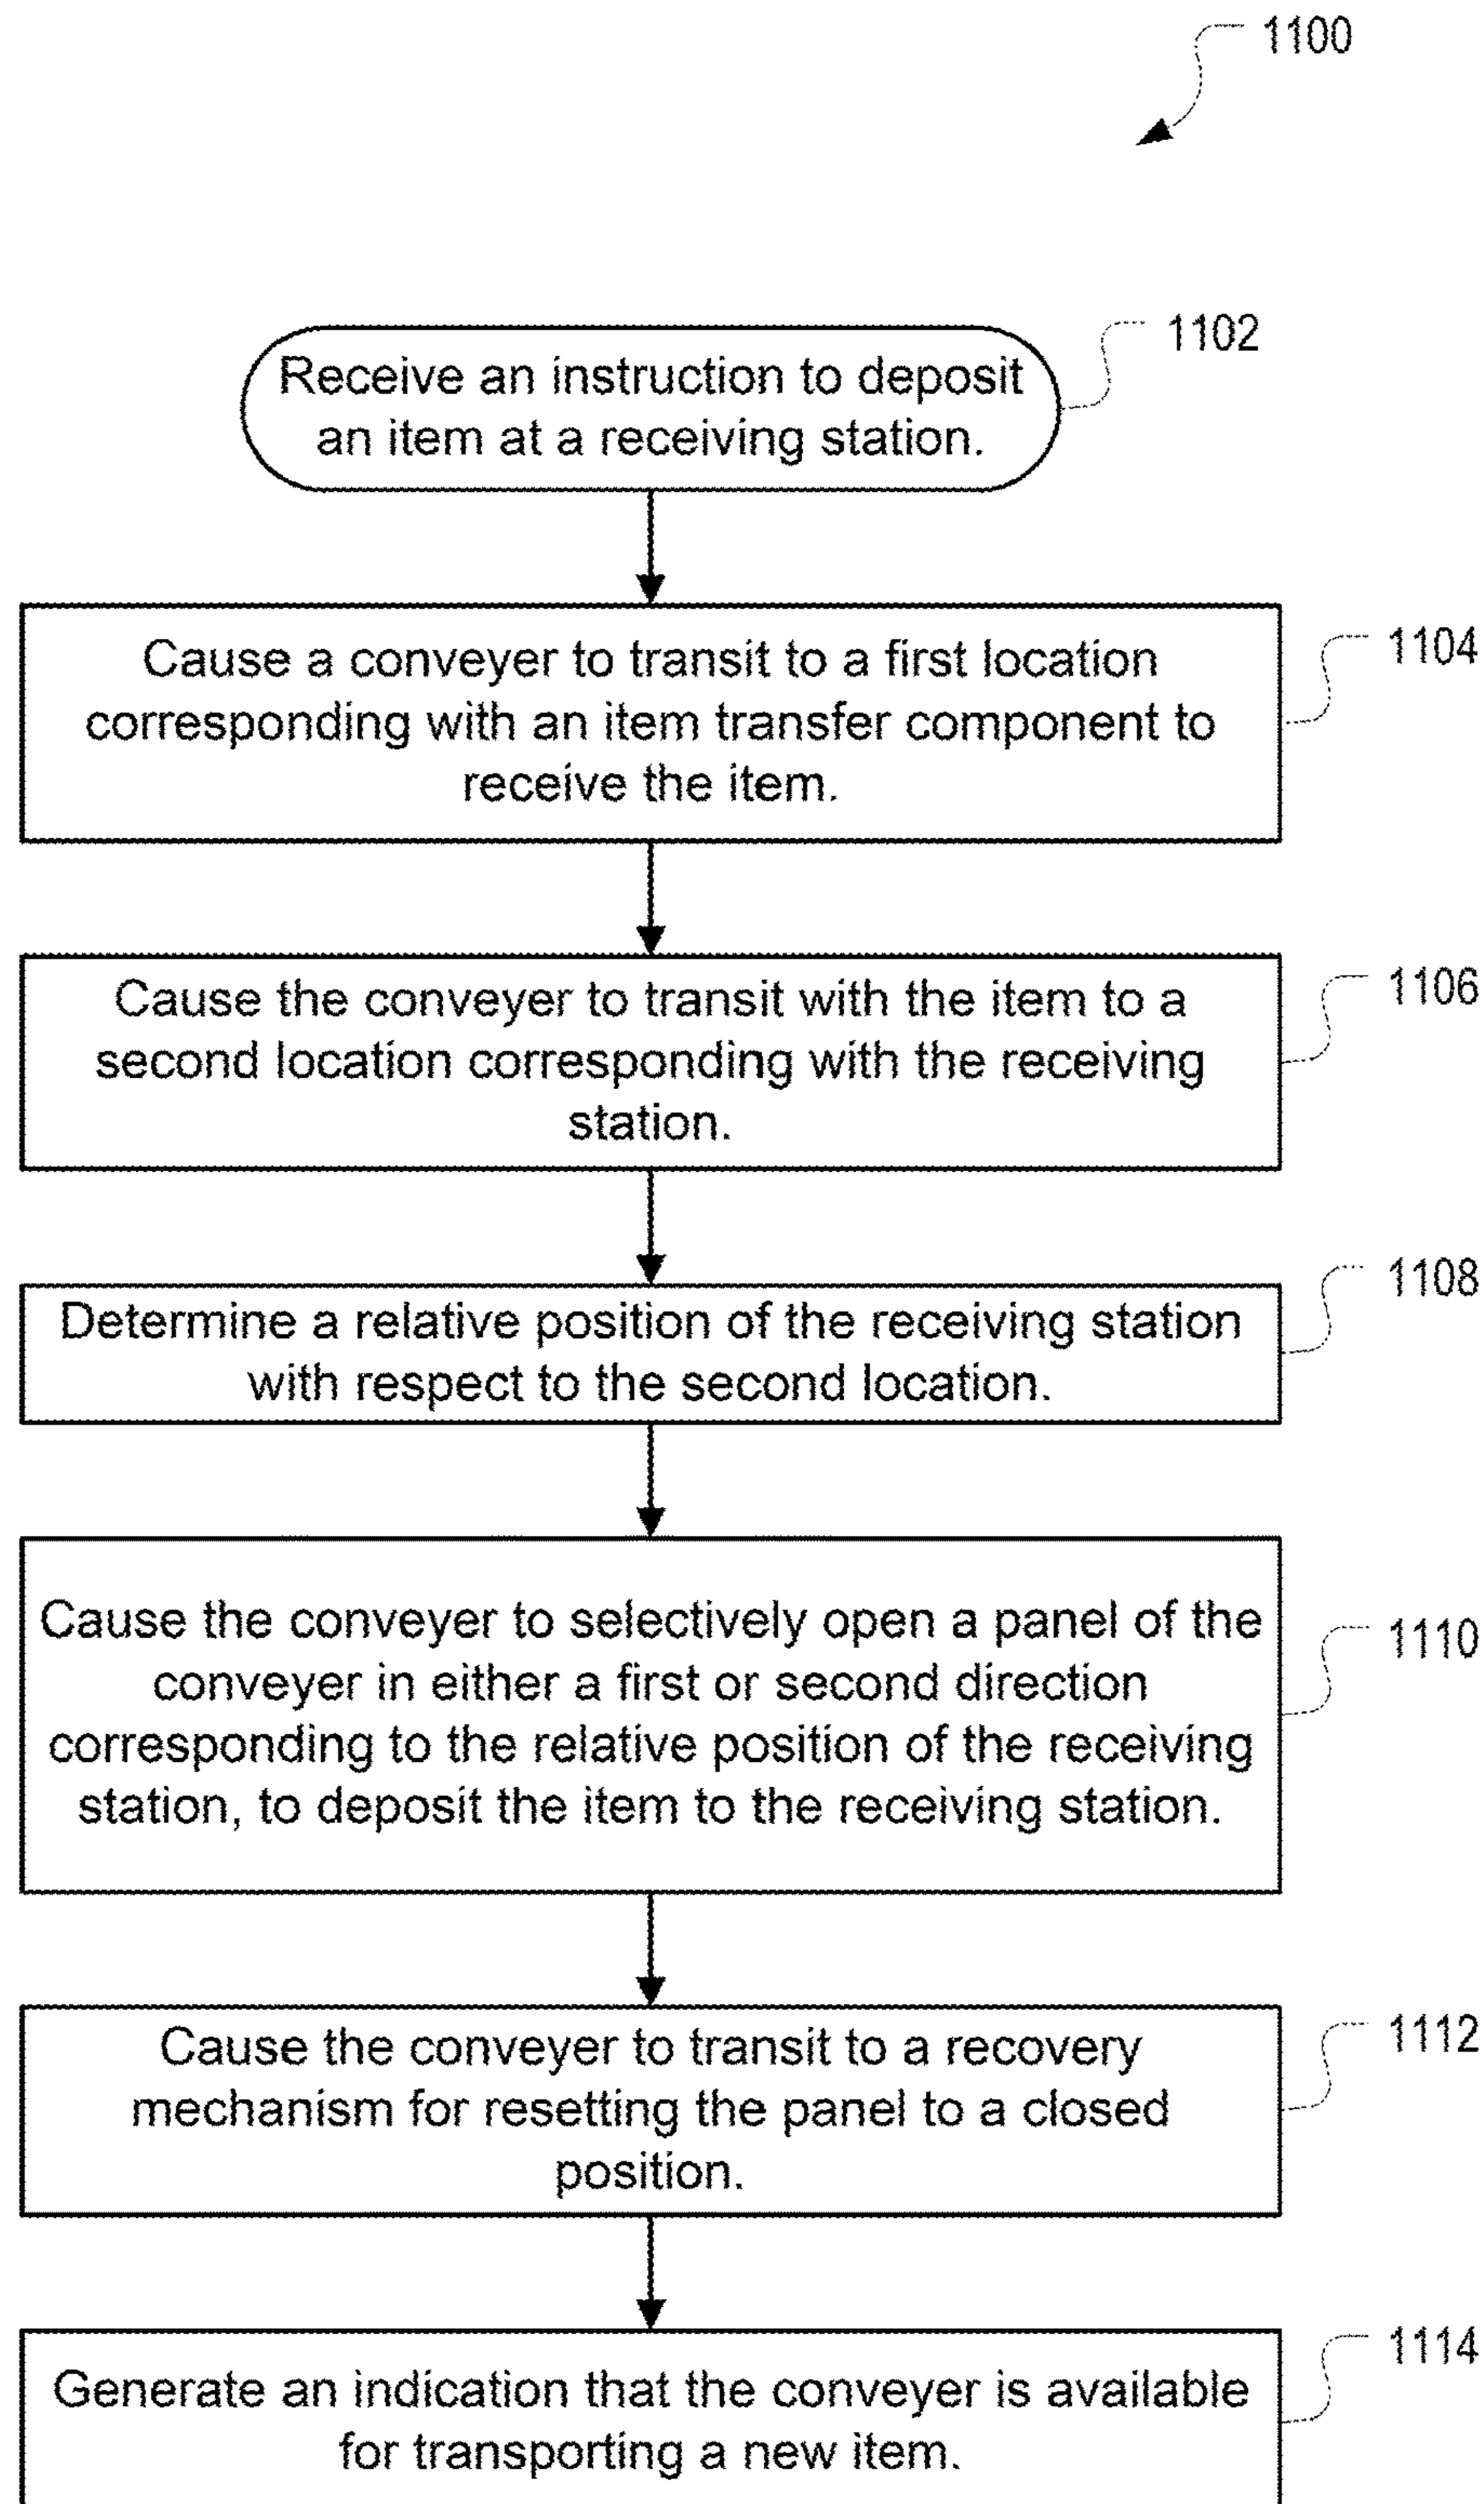 1100
Receive an instruction to deposit
an item at a receiving station.
1102
Cause a conveyer to transit to a first location
corresponding with an item transfer component to
receive the item.
1104
Cause the conveyer to transit with the item to a
second location corresponding with the receiving
station.
1106
Determine a relative position of the receiving station
with respect to the second location.
1108
Cause the conveyer to selectively open a panel of the
conveyer in either a first or second direction
corresponding to the relative position of the receiving
station, to deposit the item to the receiving station.
1110
Cause the conveyer to transit to a recovery
mechanism for resetting the panel to a closed
position.
1112
Generate an indication that the conveyer is available
for transporting a new item.
1114